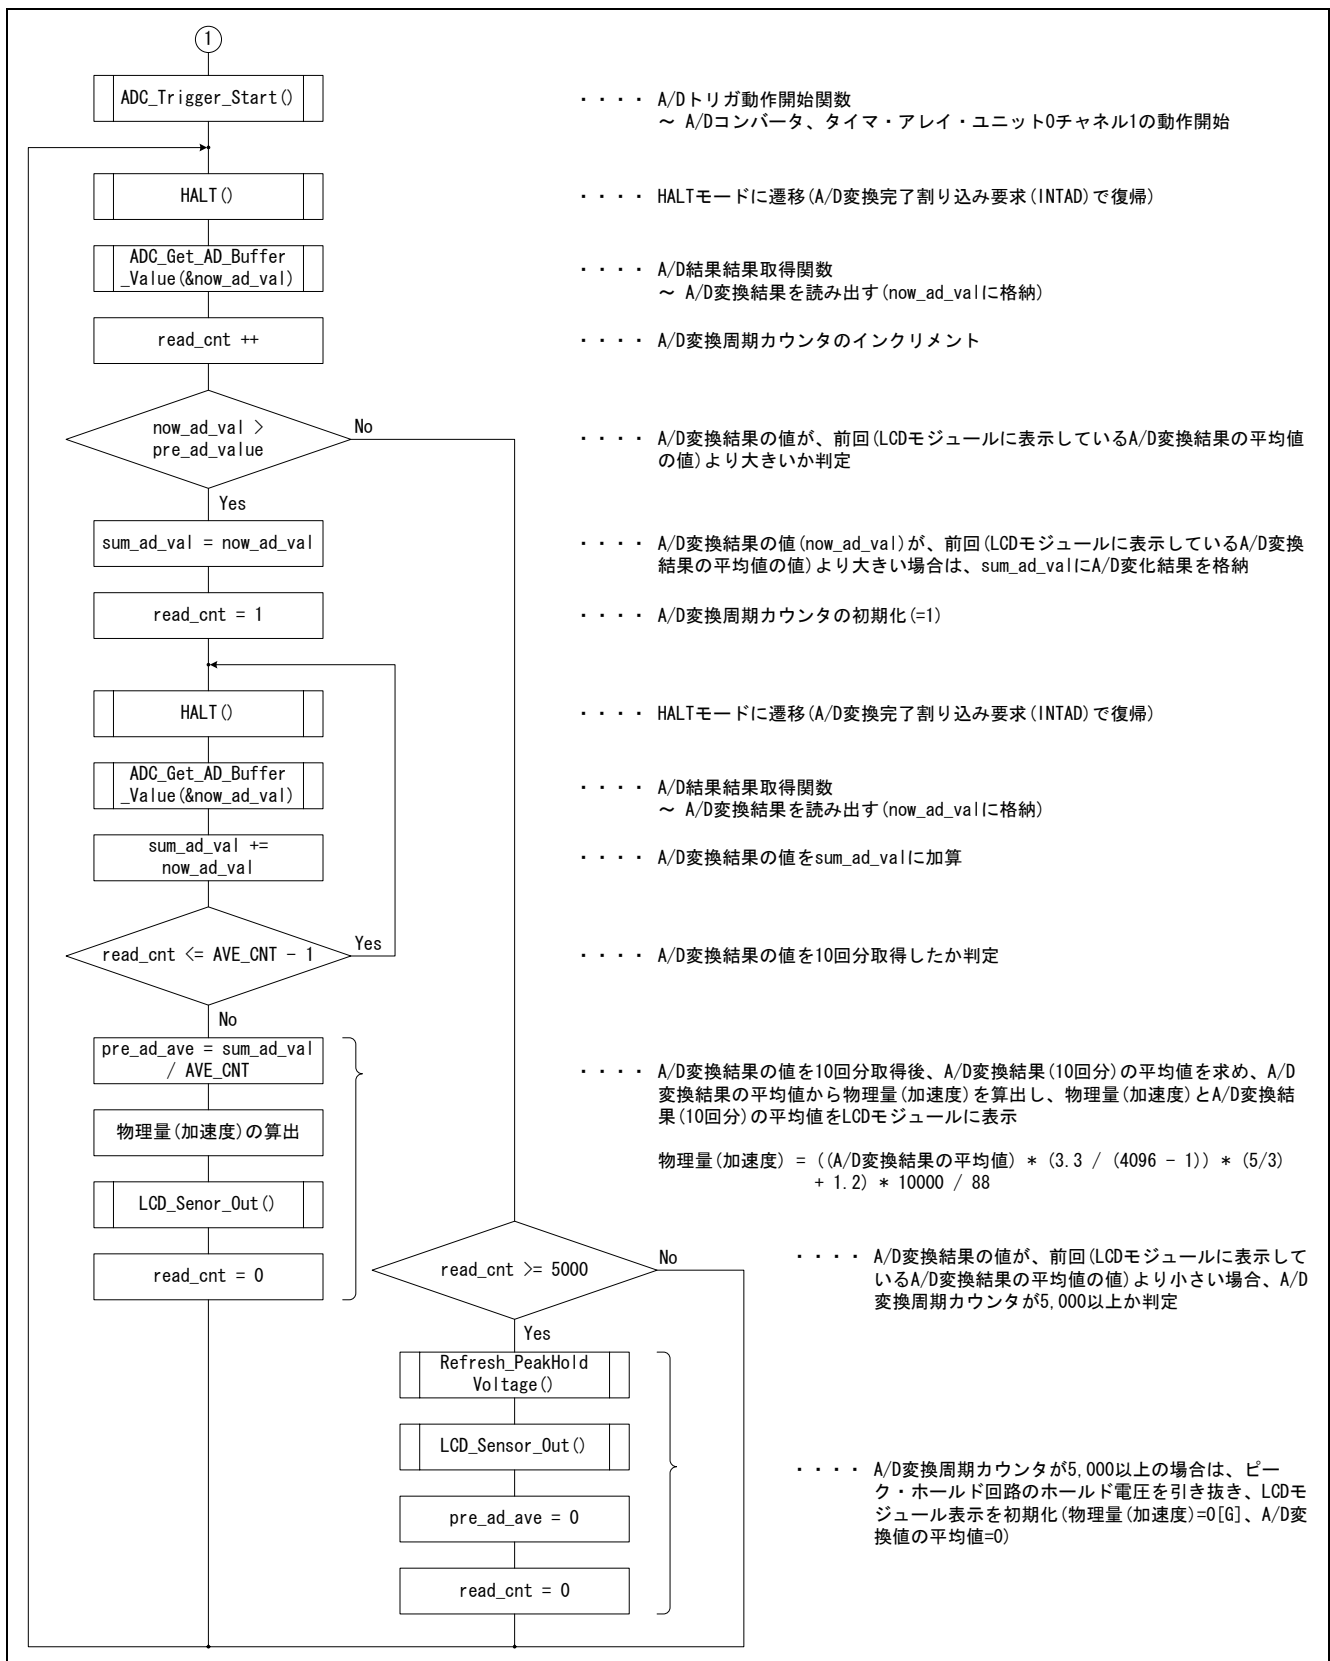 1
ADC_Trigger_Start()
・・・・ A/Dトリガ動作開始関数
～ A/Dコンバータ、タイマ・アレイ・ユニット0チャネル1の動作開始
HALT()
・・・・ HALTモードに遷移(A/D変換完了割り込み要求(INTAD)で復帰)
ADC_Get_AD_Buffer
_Value(&now_ad_val)
・・・・ A/D結果結果取得関数
～ A/D変換結果を読み出す(now_ad_valに格納)
read_cnt ++
・・・・ A/D変換周期カウンタのインクリメント
now_ad_val >
pre_ad_value
No
Yes
・・・・ A/D変換結果の値が、前回(LCDモジュールに表示しているA/D変換結果の平均値
の値)より大きいか判定
sum_ad_val = now_ad_val
・・・・ A/D変換結果の値(now_ad_val)が、前回(LCDモジュールに表示しているA/D変換
結果の平均値の値)より大きい場合は、sum_ad_valにA/D変化結果を格納
read_cnt = 1
・・・・ A/D変換周期カウンタの初期化(=1)
HALT()
・・・・ HALTモードに遷移(A/D変換完了割り込み要求(INTAD)で復帰)
ADC_Get_AD_Buffer
_Value(&now_ad_val)
・・・・ A/D結果結果取得関数
～ A/D変換結果を読み出す(now_ad_valに格納)
sum_ad_val +=
now_ad_val
・・・・ A/D変換結果の値をsum_ad_valに加算
read_cnt <= AVE_CNT - 1
Yes
No
・・・・ A/D変換結果の値を10回分取得したか判定
pre_ad_ave = sum_ad_val
/ AVE_CNT
物理量(加速度)の算出
LCD_Senor_Out()
read_cnt = 0
・・・・ A/D変換結果の値を10回分取得後、A/D変換結果(10回分)の平均値を求め、A/D
変換結果の平均値から物理量(加速度)を算出し、物理量(加速度)とA/D変換結
果(10回分)の平均値をLCDモジュールに表示
物理量(加速度) = ((A/D変換結果の平均値) * (3.3 / (4096 - 1)) * (5/3)
+ 1.2) * 10000 / 88
read_cnt >= 5000
No
Yes
・・・・ A/D変換結果の値が、前回(LCDモジュールに表示して
いるA/D変換結果の平均値の値)より小さい場合、A/D
変換周期カウンタが5,000以上か判定
Refresh_PeakHold
Voltage()
LCD_Sensor_Out()
pre_ad_ave = 0
read_cnt = 0
・・・・ A/D変換周期カウンタが5,000以上の場合は、ピー
ク・ホールド回路のホールド電圧を引き抜き、LCDモ
ジュール表示を初期化(物理量(加速度)=0[G]、A/D変
換値の平均値=0)